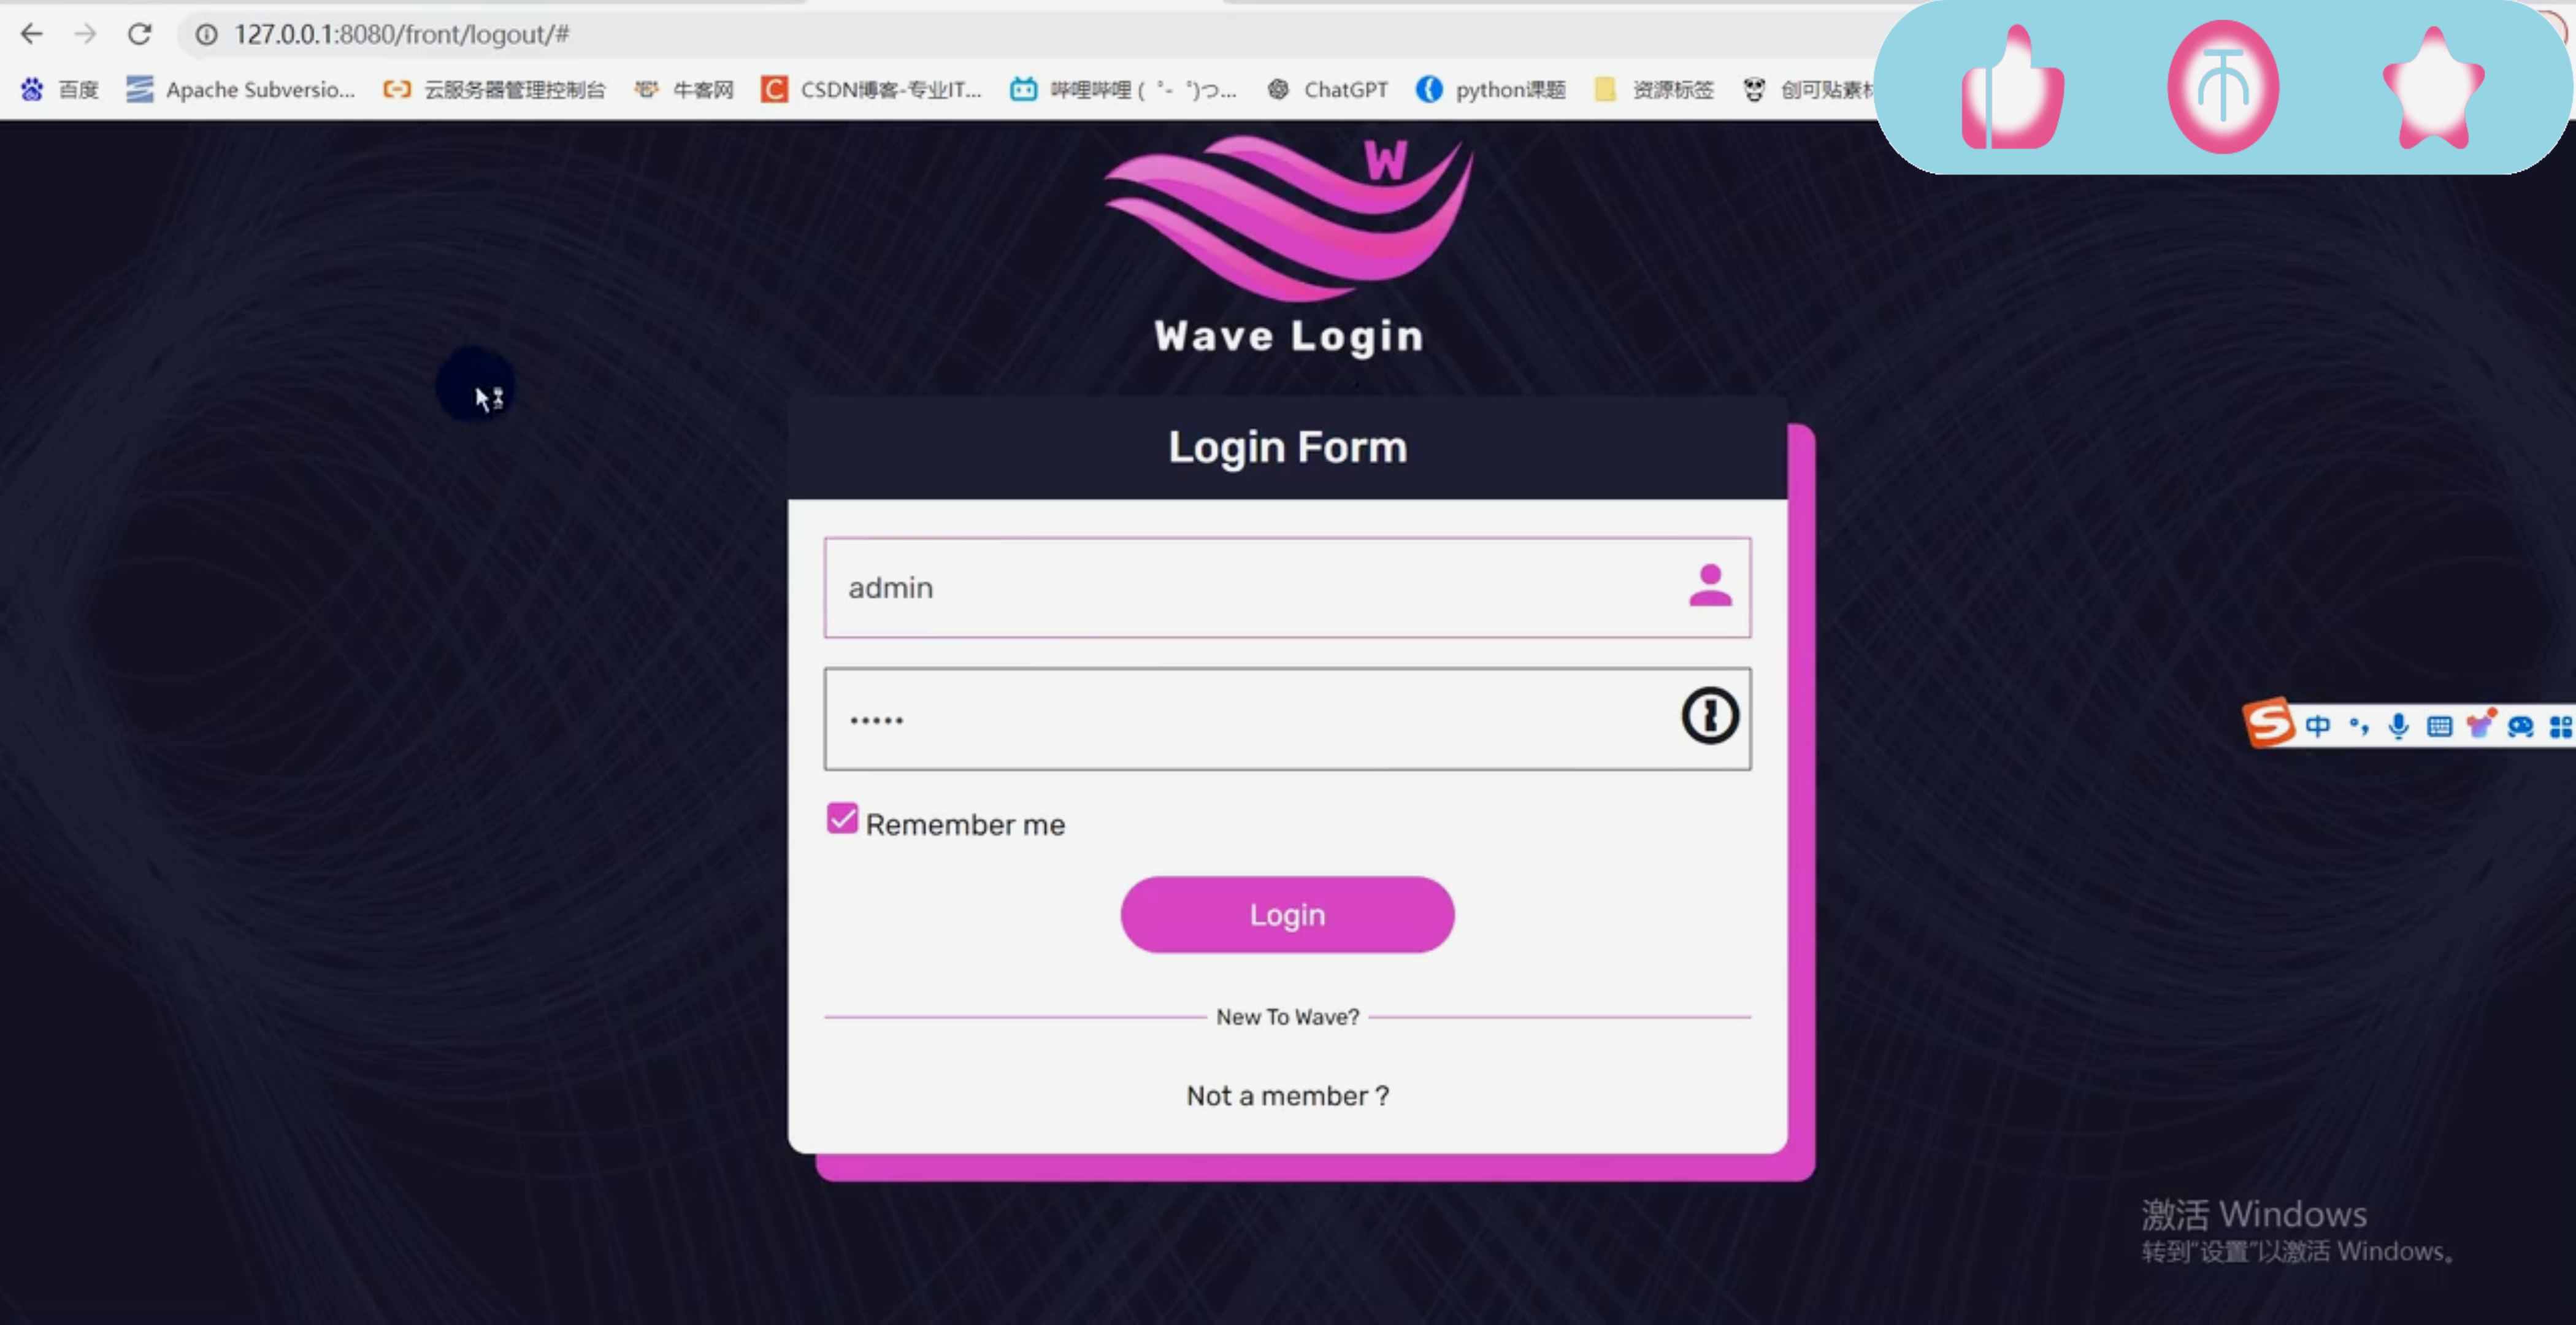 127.0.0.1:8080/front/logout/#
百度 Apache Subversio... 云服务器管理控制台 牛客网 CSDN博客-专业IT... 哔哩哔哩 ( ゜- ゜)つ... ChatGPT python课题 资源标签 创可贴素材
W
Wave Login
Login Form
admin
•••••
中
Remember me
Login
New To Wave?
Not a member ?
激活 Windows
转到“设置”以激活 Windows。